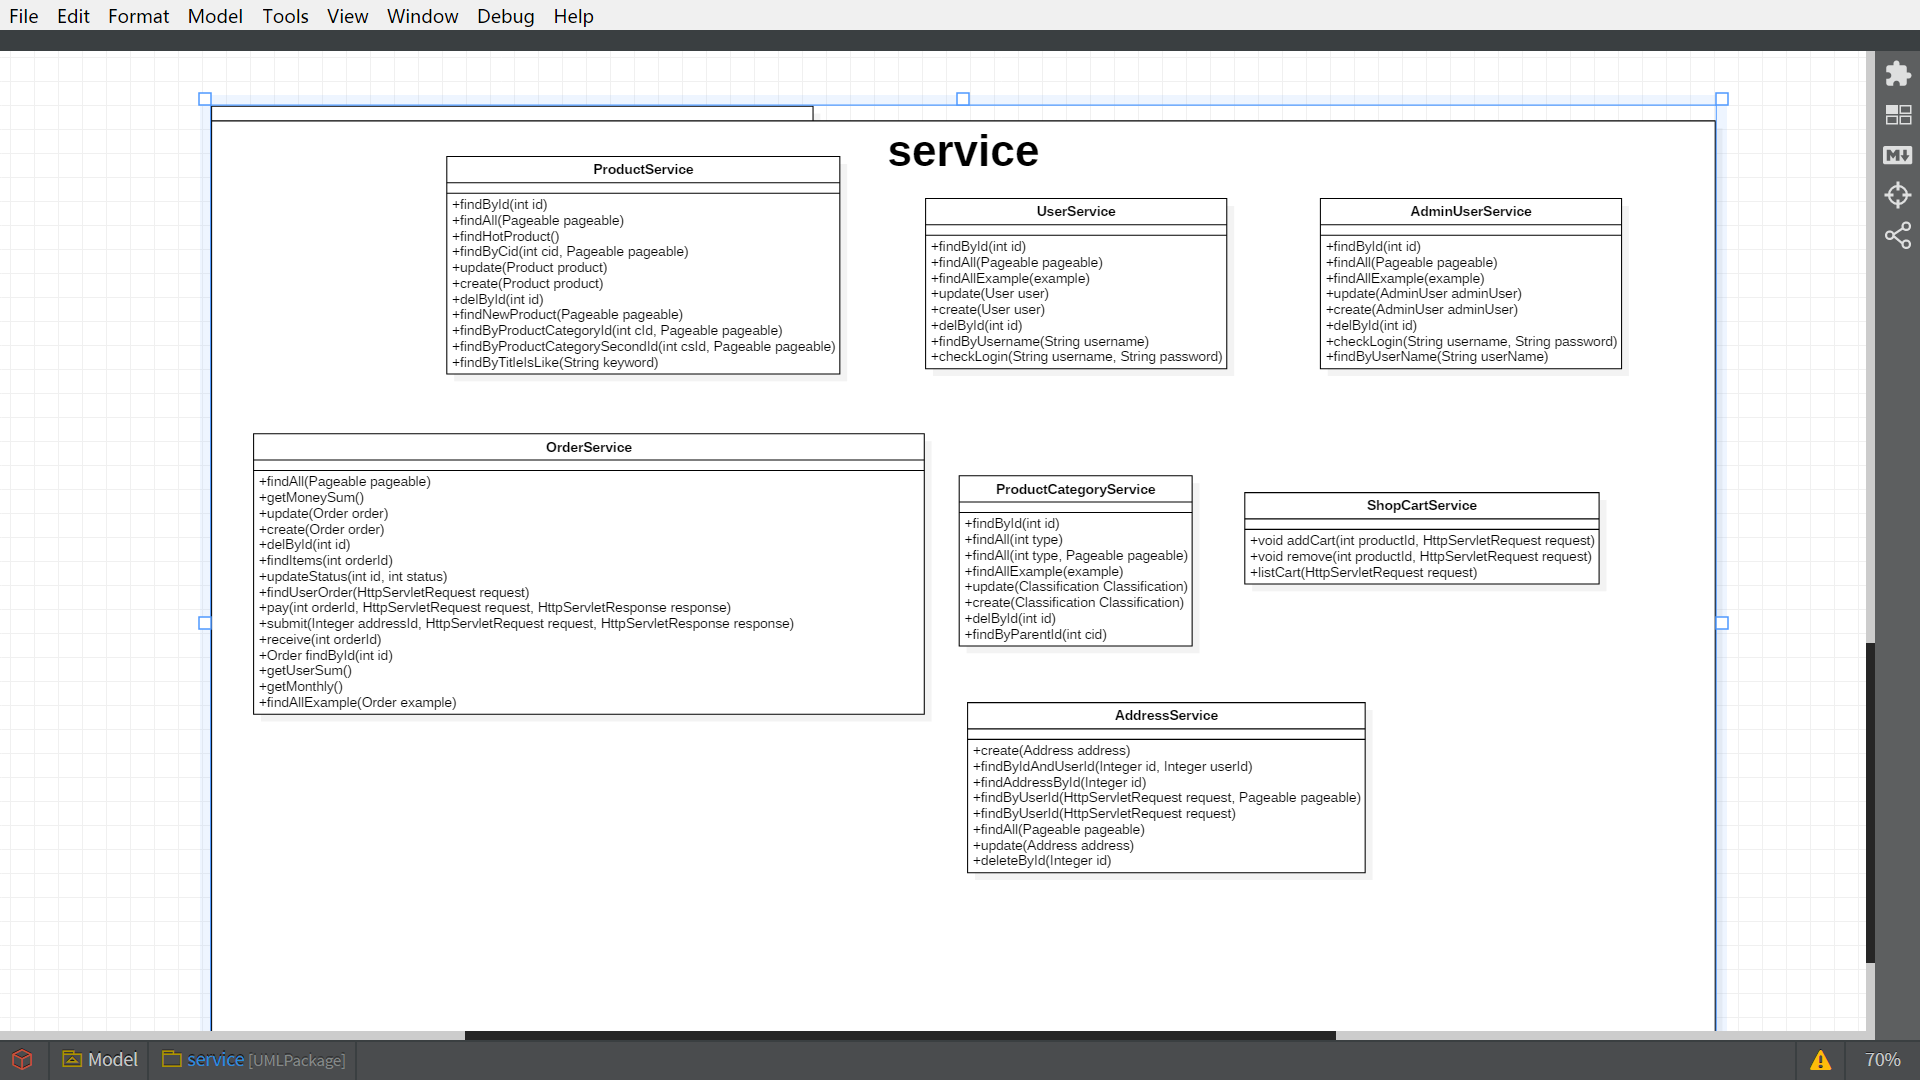 File Edit Format Model Tools View Window Debug Help
service
ProductService
+findById(int id)
+findAll(Pageable pageable)
+findHotProduct()
+findByCid(int cid, Pageable pageable)
+update(Product product)
+create(Product product)
+delById(int id)
+findNewProduct(Pageable pageable)
+findByProductCategoryId(int cId, Pageable pageable)
+findByProductCategorySecondId(int csId, Pageable pageable)
+findByTitleIsLike(String keyword)
UserService
+findById(int id)
+findAll(Pageable pageable)
+findAllExample(example)
+update(User user)
+create(User user)
+delById(int id)
+findByUsername(String username)
+checkLogin(String username, String password)
AdminUserService
+findById(int id)
+findAll(Pageable pageable)
+findAllExample(example)
+update(AdminUser adminUser)
+create(AdminUser adminUser)
+delById(int id)
+checkLogin(String username, String password)
+findByUserName(String userName)
OrderService
+findAll(Pageable pageable)
+getMoneySum()
+update(Order order)
+create(Order order)
+delById(int id)
+findItems(int orderId)
+updateStatus(int id, int status)
+findUserOrder(HttpServletRequest request)
+pay(int orderId, HttpServletRequest request, HttpServletResponse response)
+submit(Integer addressId, HttpServletRequest request, HttpServletResponse response)
+receive(int orderId)
+Order findById(int id)
+getUserSum()
+getMonthly()
+findAllExample(Order example)
ProductCategoryService
+findById(int id)
+findAll(int type)
+findAll(int type, Pageable pageable)
+findAllExample(example)
+update(Classification Classification)
+create(Classification Classification)
+delById(int id)
+findByParentId(int cid)
ShopCartService
+void addCart(int productId, HttpServletRequest request)
+void remove(int productId, HttpServletRequest request)
+listCart(HttpServletRequest request)
AddressService
+create(Address address)
+findByIdAndUserId(Integer id, Integer userId)
+findAddressById(Integer id)
+findByUserId(HttpServletRequest request, Pageable pageable)
+findByUserId(HttpServletRequest request)
+findAll(Pageable pageable)
+update(Address address)
+deleteById(Integer id)
Model service [UMLPackage] 70%